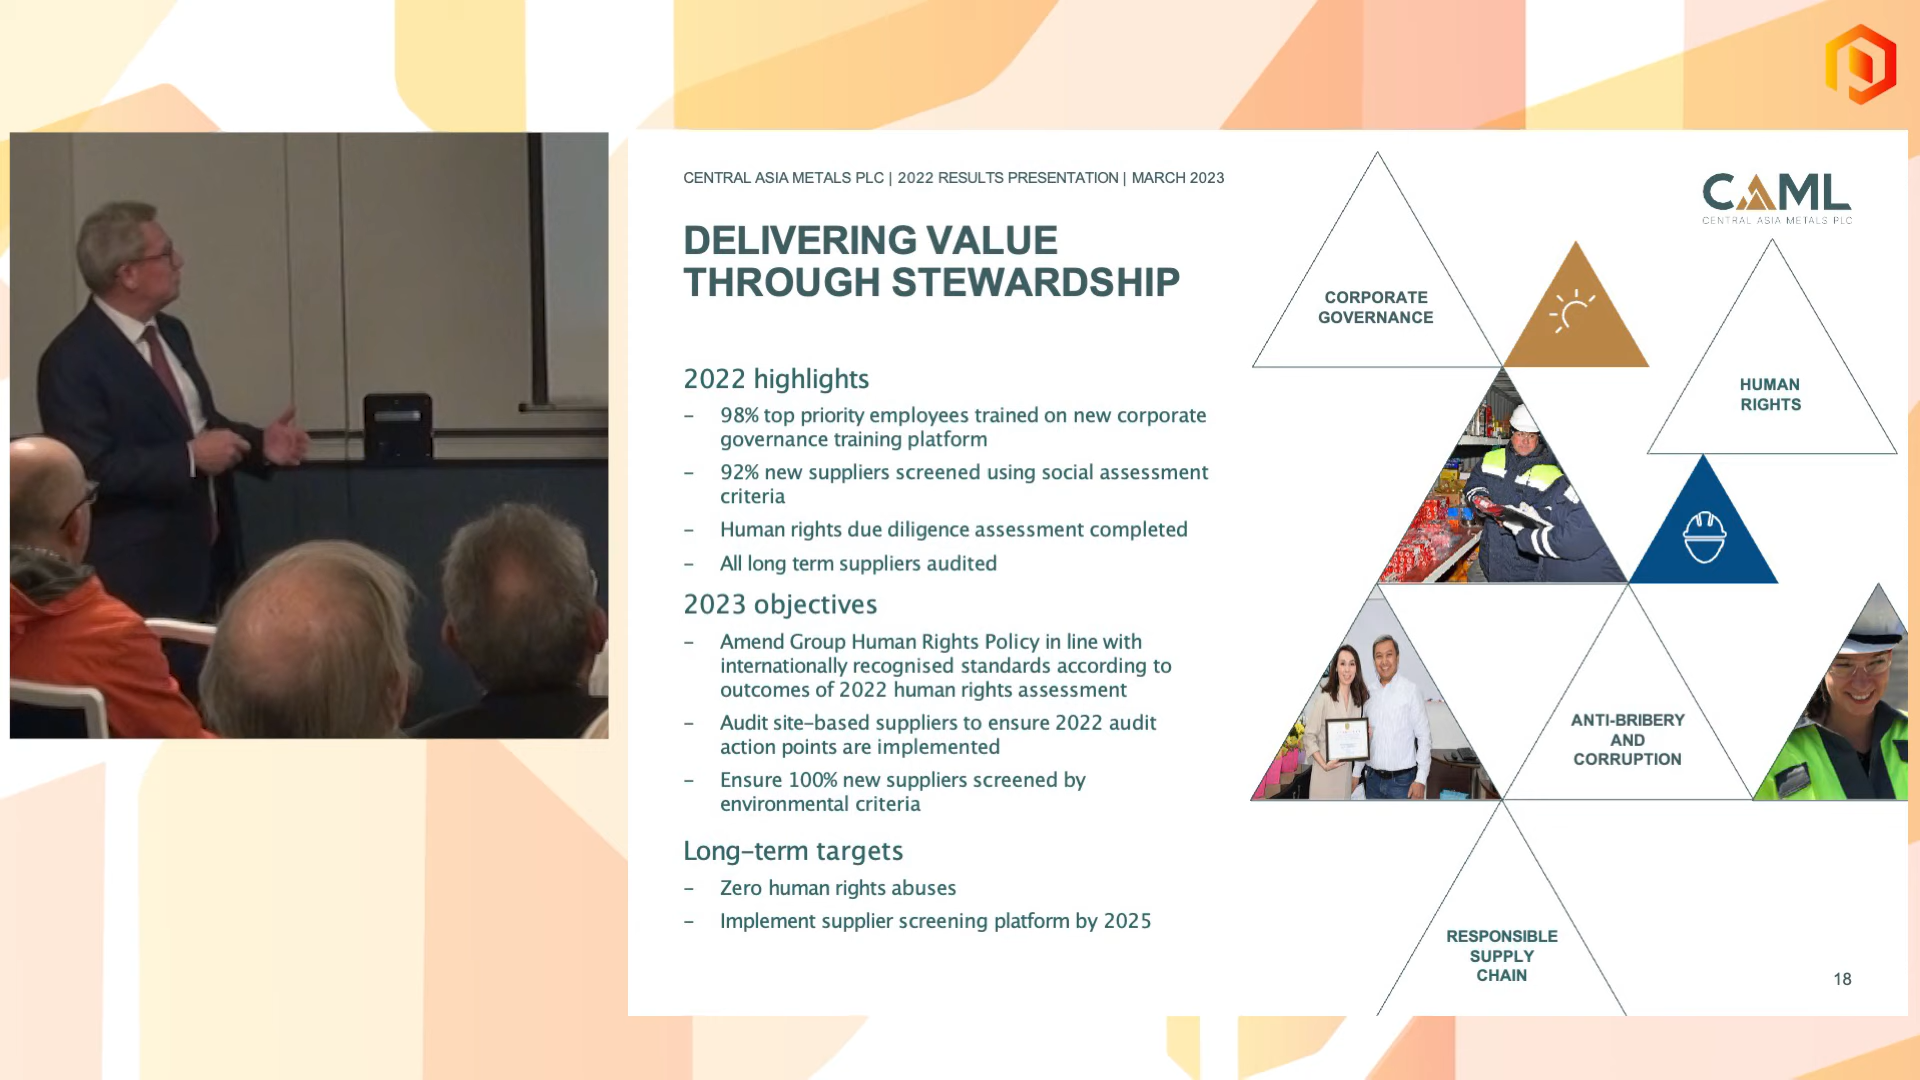 CENTRAL ASIA METALS PLC | 2022 RESULTS PRESENTATION | MARCH 2023
CAML
CENTRAL ASIA METALS PLC
DELIVERING VALUE
THROUGH STEWARDSHIP
2022 highlights
– 98% top priority employees trained on new corporate
governance training platform
– 92% new suppliers screened using social assessment
criteria
– Human rights due diligence assessment completed
– All long term suppliers audited
2023 objectives
– Amend Group Human Rights Policy in line with
internationally recognised standards according to
outcomes of 2022 human rights assessment
– Audit site-based suppliers to ensure 2022 audit
action points are implemented
– Ensure 100% new suppliers screened by
environmental criteria
Long-term targets
– Zero human rights abuses
– Implement supplier screening platform by 2025
CORPORATE
GOVERNANCE
HUMAN
RIGHTS
ANTI-BRIBERY
AND
CORRUPTION
RESPONSIBLE
SUPPLY
CHAIN
18